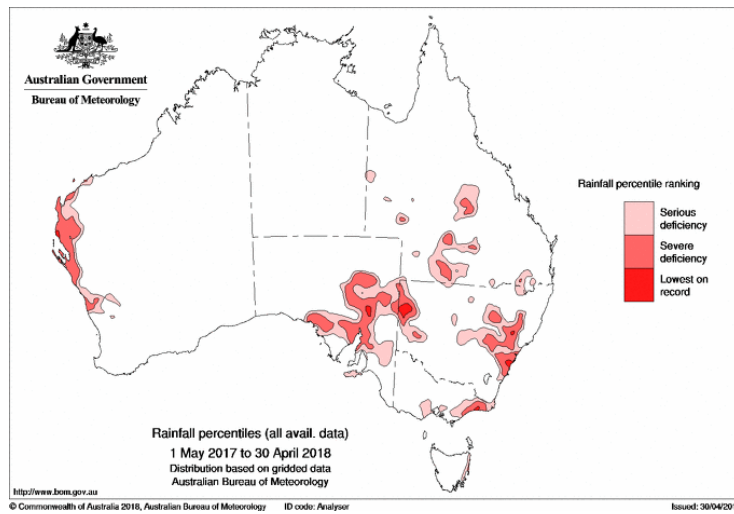 Australian Government
Bureau of Meteorology
Rainfall percentile ranking
Serious
deficiency
Severe
deficiency
Lowest on
record
Rainfall percentiles (all avail. data)
1 May 2017 to 30 April 2018
Distribution based on gridded data
Australian Bureau of Meteorology
http://www.bom.gov.au
© Commonwealth of Australia 2018, Australian Bureau of Meteorology ID code: Analyser Issued: 30/04/201